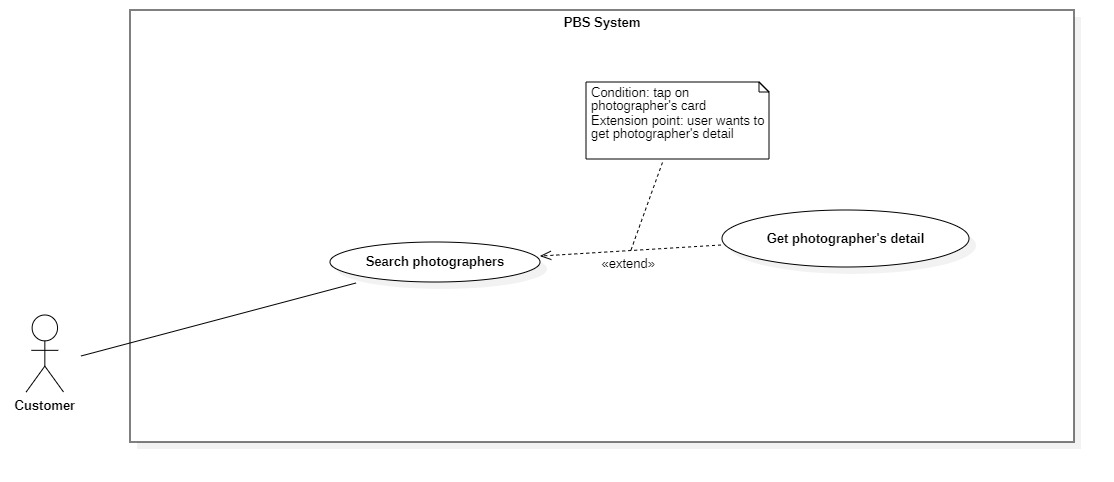 PBS System
Condition: tap on
photographer's card
Extension point: user wants to
get photographer's detail
Get photographer's detail
Search photographers
«extend»
Customer